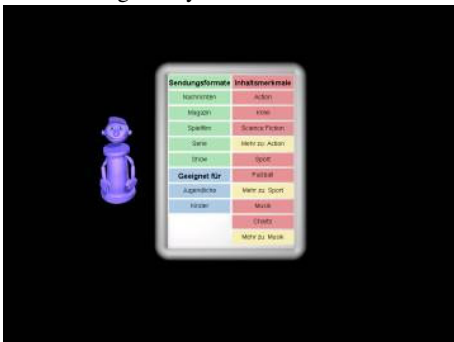 Sendungsformate
Nachrichten
Magazin
Spielfilm
Serie
Show
Geeignet für
Jugendliche
Kinder
Inhaltsmerkmale
Action
Krimi
Science Fiction
Mehr zu: Action
Sport
Fußball
Mehr zu: Sport
Musik
Charts
Mehr zu: Musik